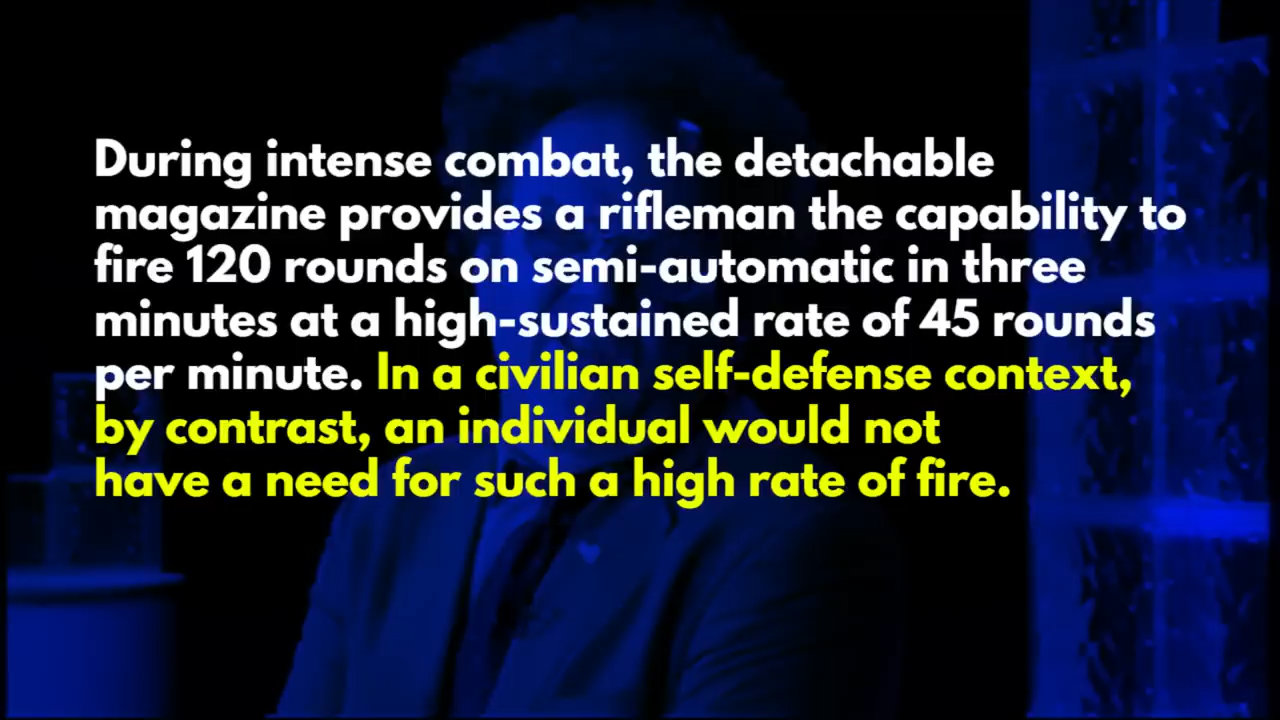 During intense combat, the detachable
magazine provides a rifleman the capability to
fire 120 rounds on semi-automatic in three
minutes at a high-sustained rate of 45 rounds
per minute. In a civilian self-defense context,
by contrast, an individual would not
have a need for such a high rate of fire.